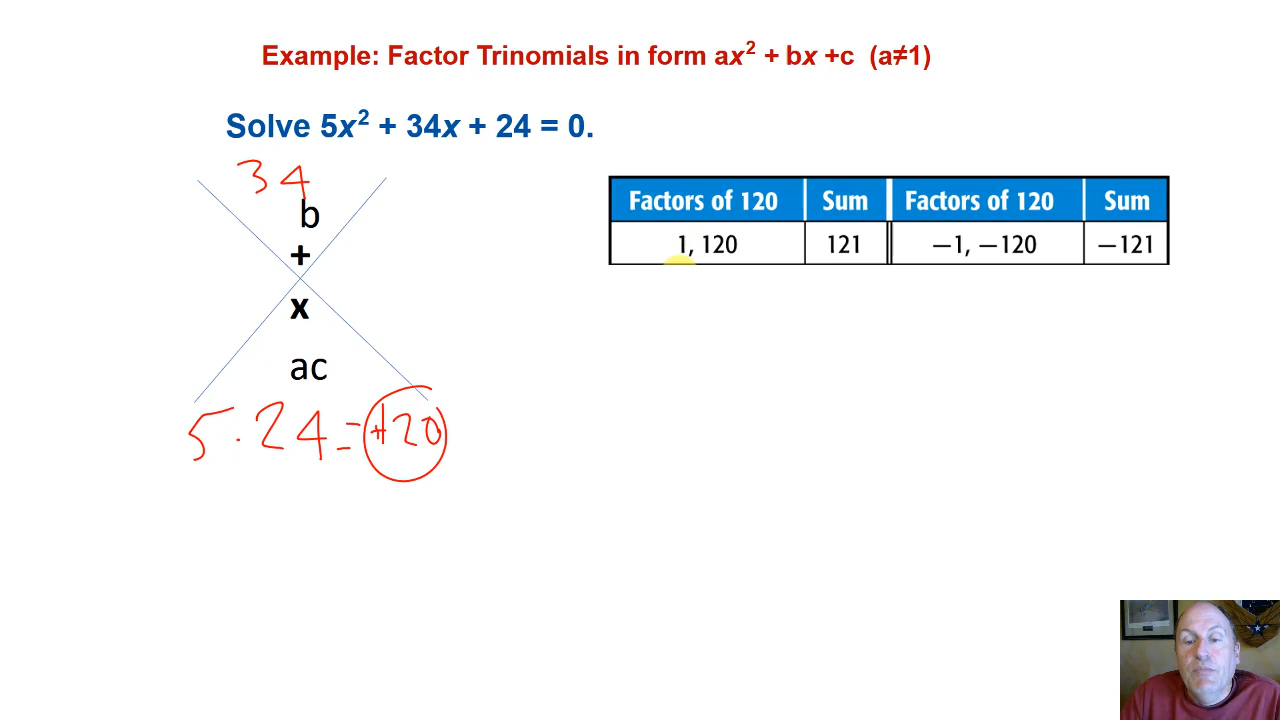 Example: Factor Trinomials in form ax² + bx +c (a≠1)
Solve 5x² + 34x + 24 = 0.
34
b
+
x
ac
5 · 24 = +120
Factors of 120 Sum Factors of 120 Sum
1, 120 121 −1, −120 −121